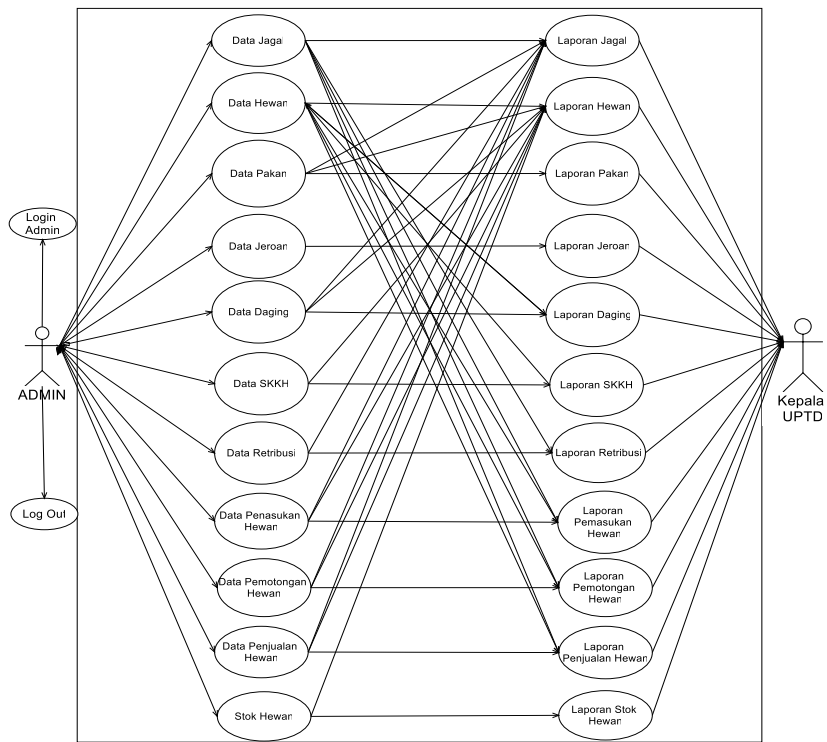 Data Jagal
Laporan Jagal
Data Hewan
Laporan Hewan
Data Pakan
Laporan Pakan
Login
Admin
Data Jeroan
Laporan Jeroan
Data Daging
Laporan Daging
ADMIN
Data SKKH
Laporan SKKH
Kepala
UPTD
Data Retribusi
Laporan Retribusi
Log Out
Data Penasukan
Hewan
Laporan
Pemasukan
Hewan
Data Pemotongan
Hewan
Laporan
Pemotongan
Hewan
Data Penjualan
Hewan
Laporan
Penjualan Hewan
Stok Hewan
Laporan Stok
Hewan